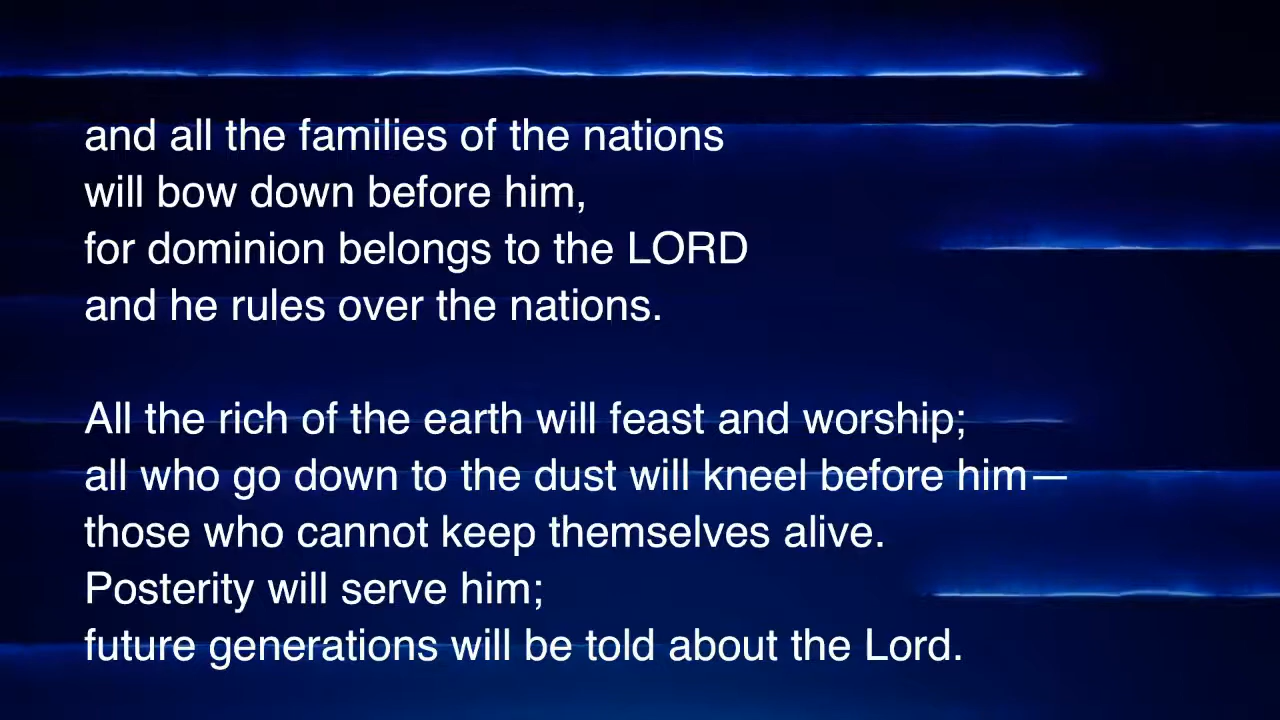 and all the families of the nations
will bow down before him,
for dominion belongs to the LORD
and he rules over the nations.
All the rich of the earth will feast and worship;
all who go down to the dust will kneel before him—
those who cannot keep themselves alive.
Posterity will serve him;
future generations will be told about the Lord.